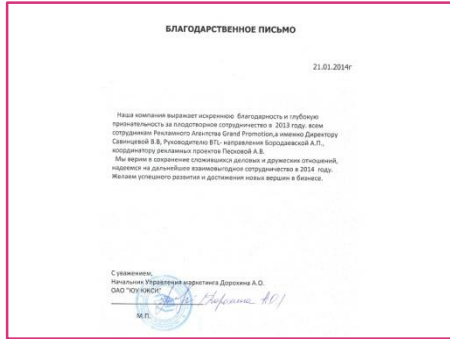 БЛАГОДАРСТВЕННОЕ ПИСЬМО
21.01.2014г
Наша компания выражает искреннюю благодарность и глубокую
признательность за плодотворное сотрудничество в 2013 году. всем
сотрудникам Рекламного Агентства Grand Promotion,а именно Директору
Савинцевой В.В, Руководителю BTL- направления Бородаевской А.П.,
координатору рекламных проектов Песковой А.В.
Мы верим в сохранение сложившихся деловых и дружеских отношений,
надеемся на дальнейшее взаимовыгодное сотрудничество в 2014 году.
Желаем успешного развития и достижения новых вершин в бизнесе.
С уважением,
Начальник Управления маркетинга Дорохина А.О.
ОАО "ЮУ КЖСИ"
Дорохина А.О/
М.П.